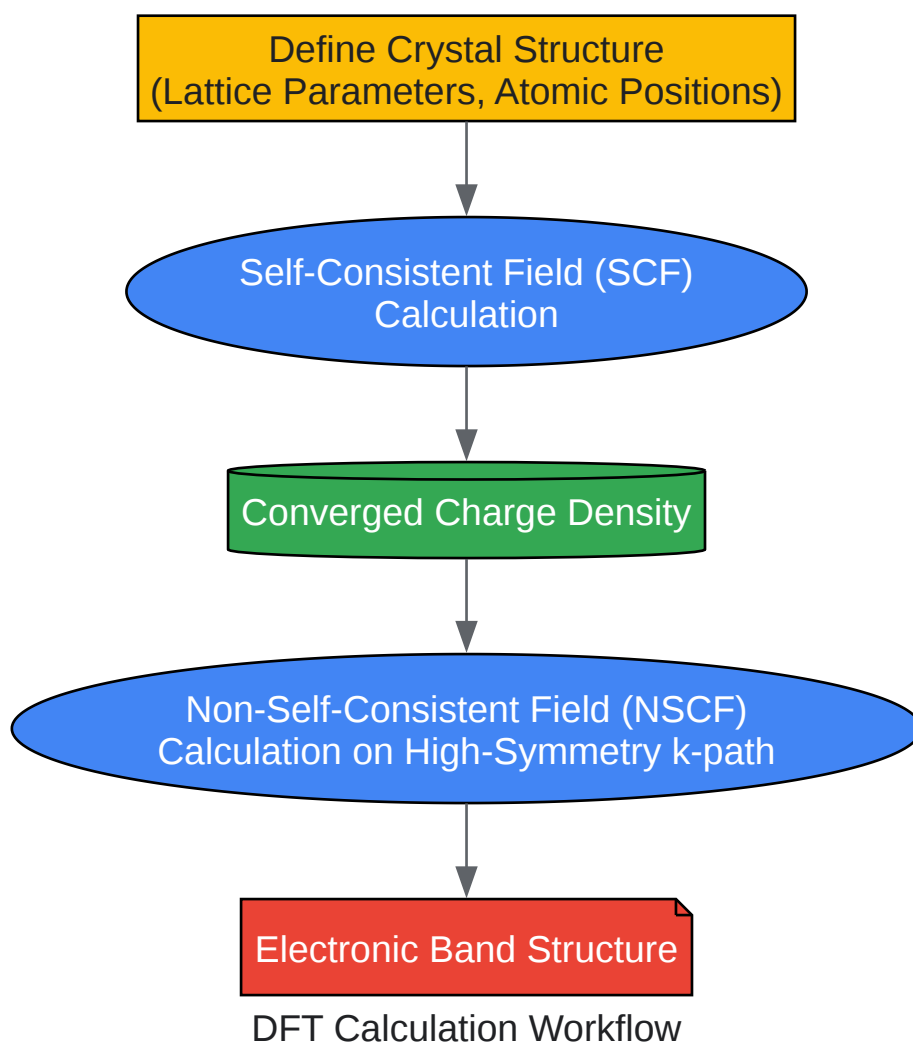 Define Crystal Structure
(Lattice Parameters, Atomic Positions)
Self-Consistent Field (SCF)
Calculation
Converged Charge Density
Non-Self-Consistent Field (NSCF)
Calculation on High-Symmetry k-path
Electronic Band Structure
DFT Calculation Workflow